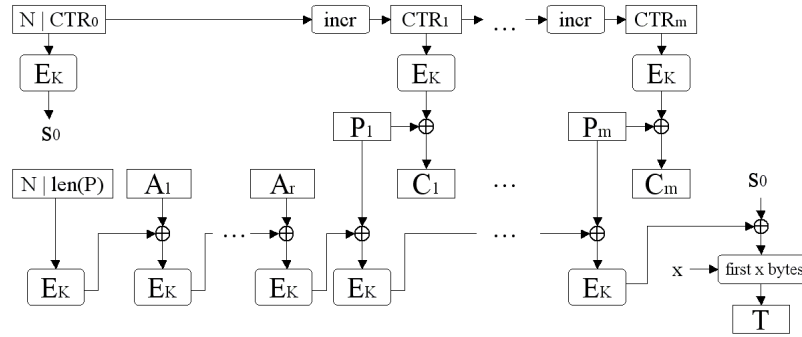 N | CTR0 incr CTR1 ... incr CTRm
EK EK EK
S0 P1 Pm
N | len(P) A1 Ar C1 ... Cm S0
... ...
EK EK EK EK EK x first x bytes
T